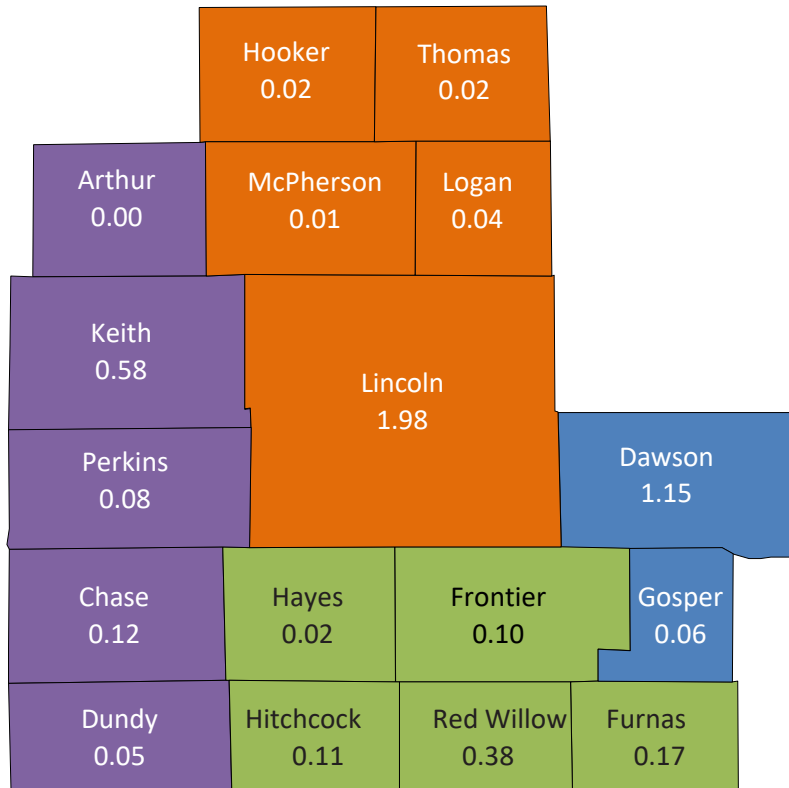 Hooker
0.02
Thomas
0.02
Arthur
0.00
McPherson
0.01
Logan
0.04
Keith
0.58
Lincoln
1.98
Perkins
0.08
Dawson
1.15
Chase
0.12
Hayes
0.02
Frontier
0.10
Gosper
0.06
Dundy
0.05
Hitchcock
0.11
Red Willow
0.38
Furnas
0.17